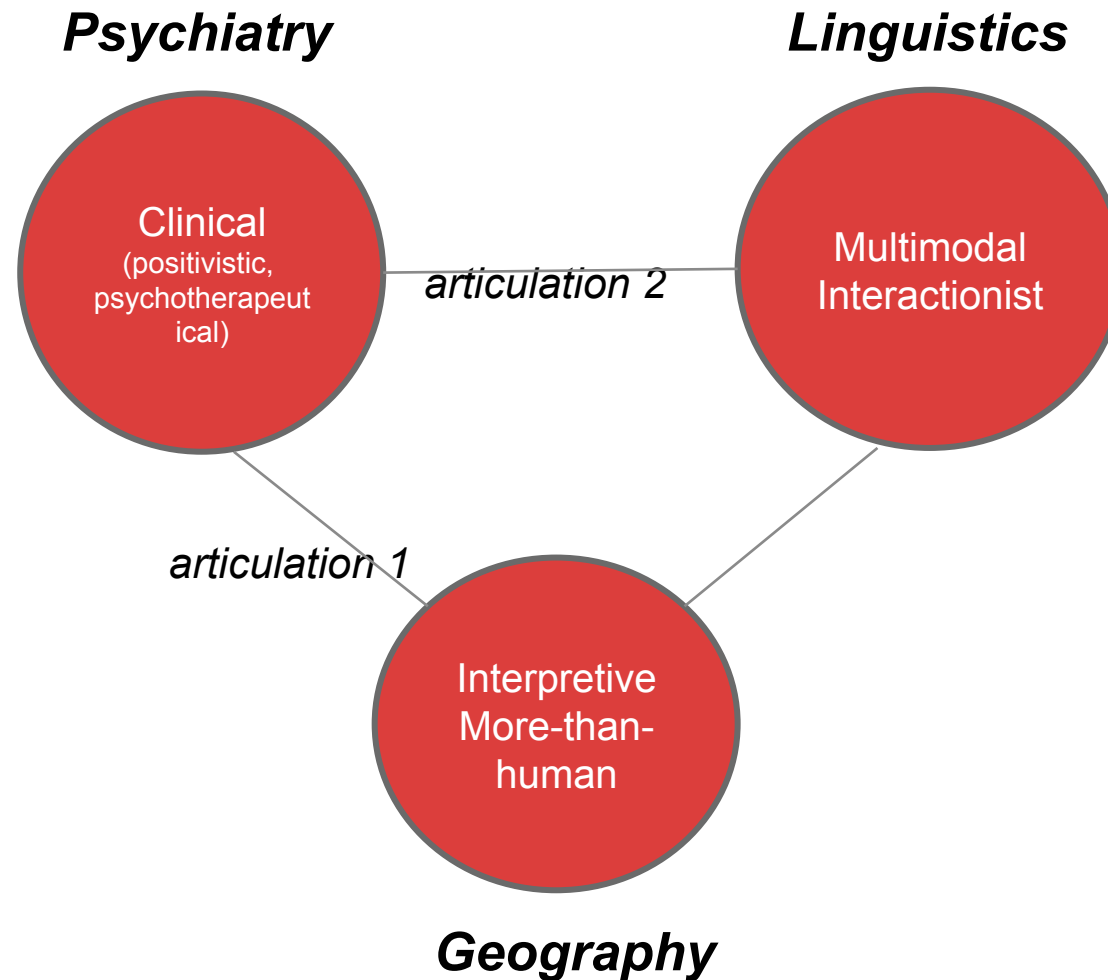 Psychiatry
Linguistics
Clinical
(positivistic,
psychotherapeut
ical)
articulation 2
Multimodal
Interactionist
articulation 1
Interpretive
More-than-
human
Geography